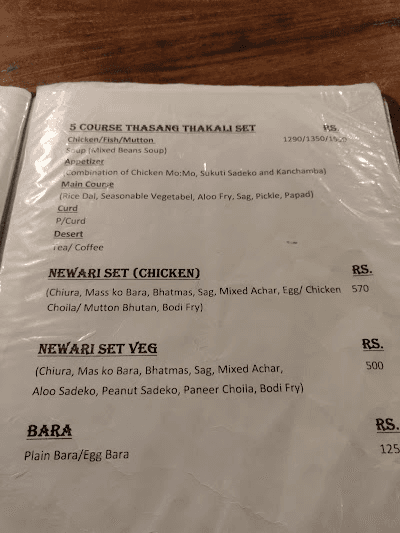 5 COURSE THASANG THAKALI SET RS
Chicken/Fish/Mutton 1290/1350/
Soup (Mixed Beans Soup)
Appetizer
(Combination of Chicken Mo:Mo, Sukuti Sadeko and Kanchamba)
Main Course
(Rice Dal, Seasonable Vegetabel, Aloo Fry, Sag, Pickle, Papad)
Curd
P/Curd
Desert
Tea/ Coffee
NEWARI SET (CHICKEN) RS.
(Chiura, Mass ko Bara, Bhatmas, Sag, Mixed Achar, Egg/ Chicken 570
Choila/ Mutton Bhutan, Bodi Fry)
NEWARI SET VEG RS.
(Chiura, Mas ko Bara, Bhatmas, Sag, Mixed Achar, 500
Aloo Sadeko, Peanut Sadeko, Paneer Choila, Bodi Fry)
BARA RS.
Plain Bara/Egg Bara 125